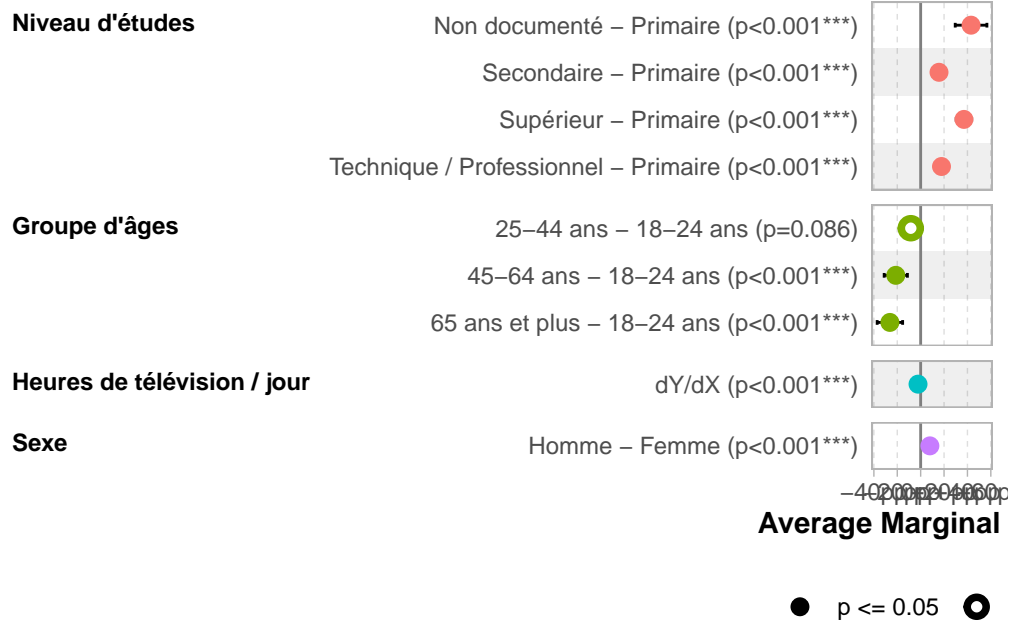 Niveau d'études
Non documenté − Primaire (p<0.001***)
Secondaire − Primaire (p<0.001***)
Supérieur − Primaire (p<0.001***)
Technique / Professionnel − Primaire (p<0.001***)
Groupe d'âges
25−44 ans − 18−24 ans (p=0.086)
45−64 ans − 18−24 ans (p<0.001***)
65 ans et plus − 18−24 ans (p<0.001***)
Heures de télévision / jour
dY/dX (p<0.001***)
Sexe
Homme − Femme (p<0.001***)
Average Marginal
p <= 0.05